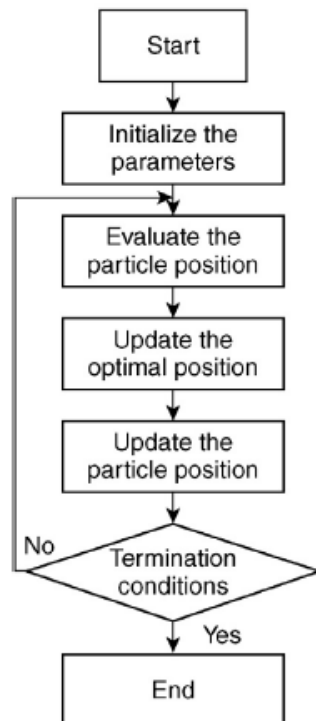 Start
Initialize the
parameters
Evaluate the
particle position
Update the
optimal position
Update the
particle position
No
Termination
conditions
Yes
End